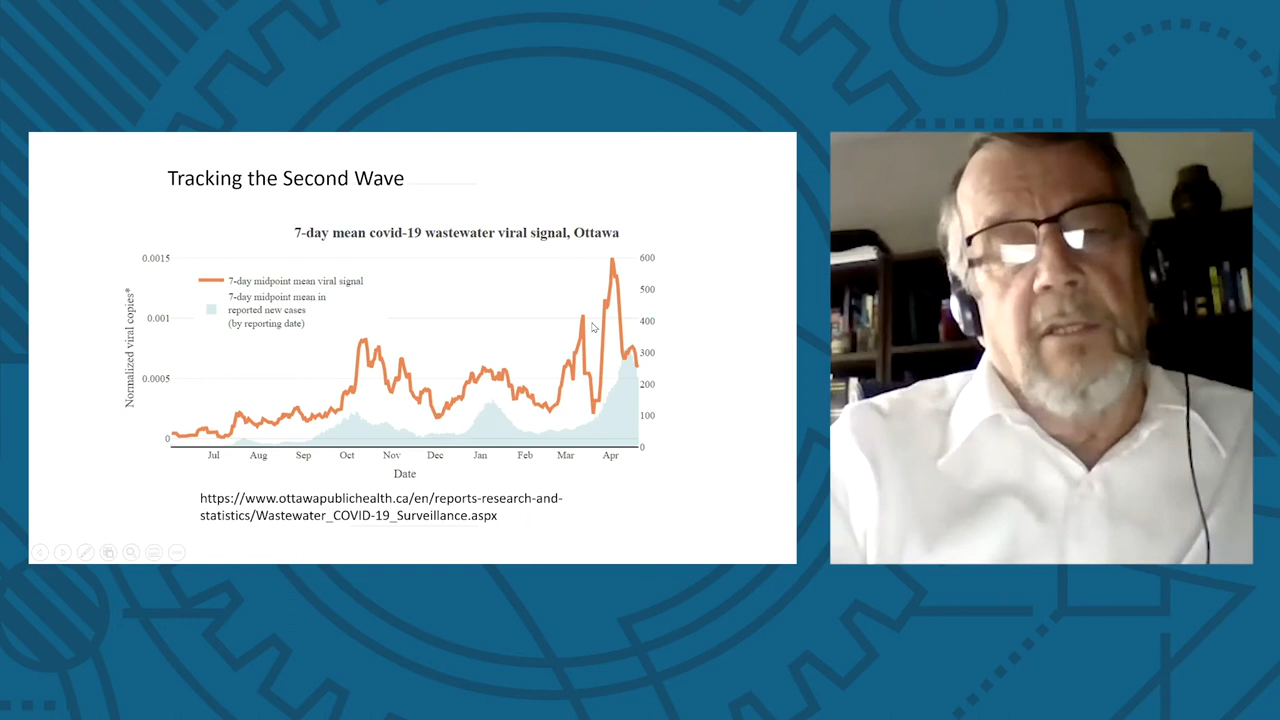 Tracking the Second Wave
7-day mean covid-19 wastewater viral signal, Ottawa
0.0015
0.001
0.0005
0
Normalized viral copies*
7-day midpoint mean viral signal
7-day midpoint mean in
reported new cases
(by reporting date)
600
500
400
300
200
100
0
Jul Aug Sep Oct Nov Dec Jan Feb Mar Apr
Date
https://www.ottawapublichealth.ca/en/reports-research-and-
statistics/Wastewater_COVID-19_Surveillance.aspx